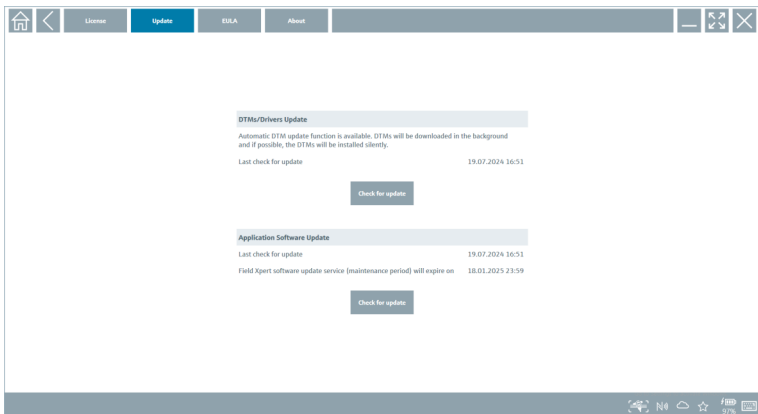 License Update EULA About
DTMs/Drivers Update
Automatic DTM update function is available. DTMs will be downloaded in the background
and if possible, the DTMs will be installed silently.
Last check for update 19.07.2024 16:51
Check for update
Application Software Update
Last check for update 19.07.2024 16:51
Field Xpert software update service (maintenance period) will expire on 18.01.2025 23:59
Check for update
97%